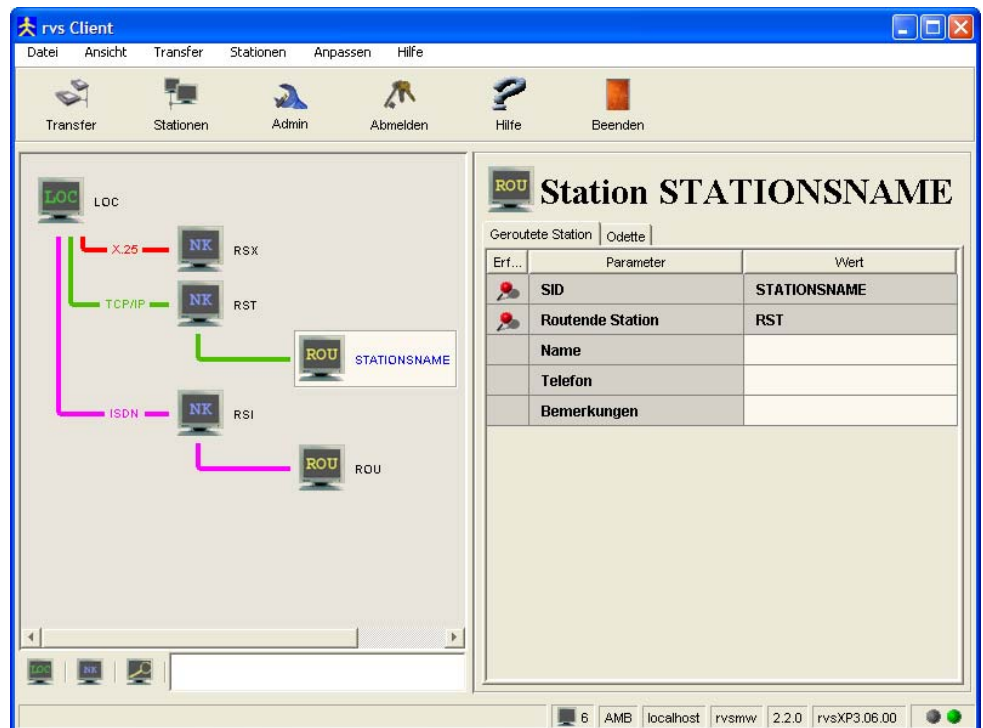 rvs Client
Datei Ansicht Transfer Stationen Anpassen Hilfe
Transfer Stationen Admin Abmelden Hilfe Beenden
LOC LOC
X.25 NK RSX
TCP/IP NK RST
ROU STATIONSNAME
ISDN NK RSI
ROU ROU
LOC NK
ROU Station STATIONSNAME
Geroutete Station Odette
Erf... Parameter Wert
SID STATIONSNAME
Routende Station RST
Name
Telefon
Bemerkungen
6 AMB localhost rvsmw 2.2.0 rvsXP3.06.00